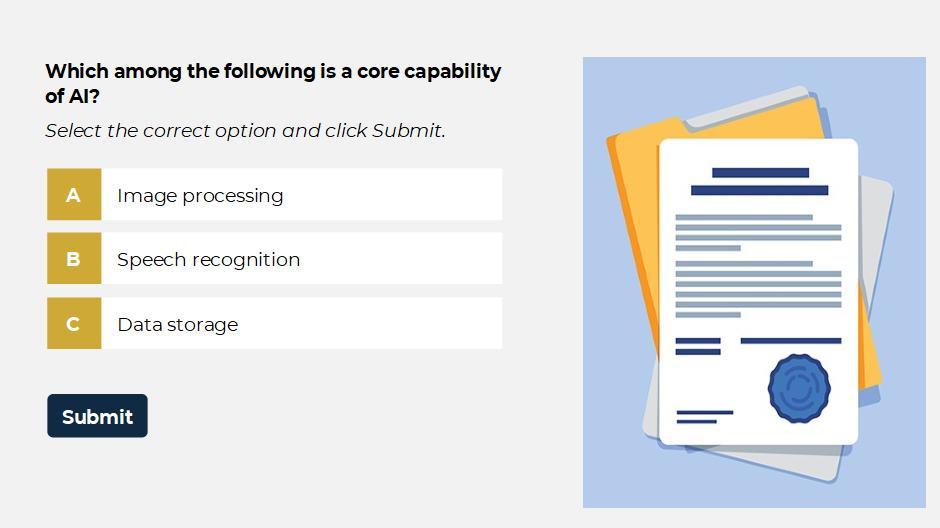 Which among the following is a core capability
of AI?
Select the correct option and click Submit.
A Image processing
B Speech recognition
C Data storage
Submit